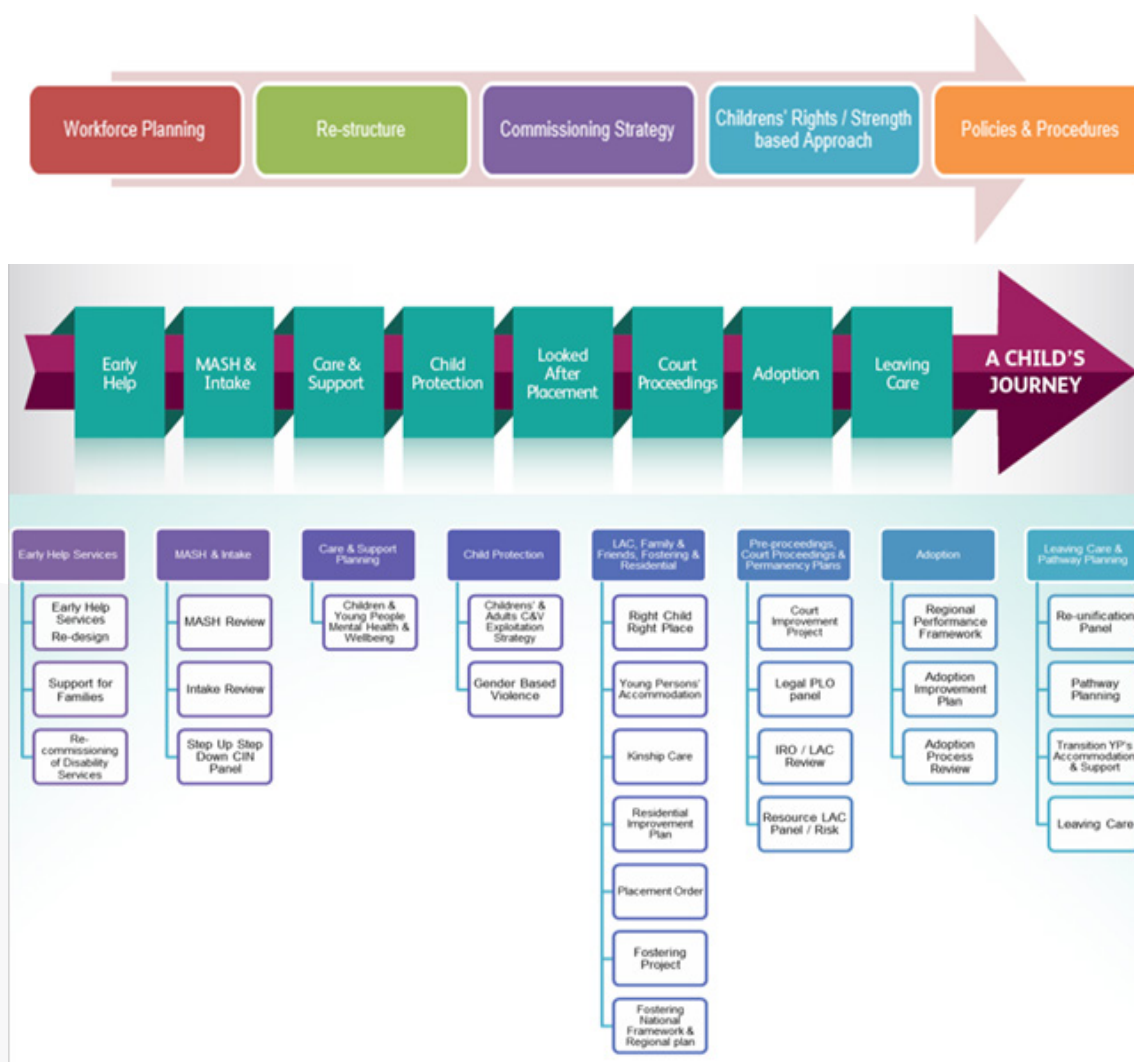 Workforce Planning
Re-structure
Commissioning Strategy
Childrens' Rights / Strength
based Approach
Policies & Procedures
Early
Help
MASH &
Intake
Care &
Support
Child
Protection
Looked
After
Placement
Court
Proceedings
Adoption
Leaving
Care
A CHILD'S
JOURNEY
Early Help Services
Early Help
Services
Re-design
Support for
Families
Re-
commissioning
of Disability
Services
MASH & Intake
MASH Review
Intake Review
Step Up Step
Down CIN
Panel
Care & Support
Planning
Children &
Young People
Mental Health &
Wellbeing
Child Protection
Childrens' &
Adults C&V
Exploitation
Strategy
Gender Based
Violence
LAC, Family &
Friends, Fostering &
Residential
Right Child
Right Place
Young Persons'
Accommodation
Kinship Care
Residential
Improvement
Plan
Placement Order
Fostering
Project
Fostering
National
Framework &
Regional plan
Pre-proceedings,
Court Proceedings &
Permanency Plans
Court
Improvement
Project
Legal PLO
panel
IRO / LAC
Review
Resource LAC
Panel / Risk
Adoption
Regional
Performance
Framework
Adoption
Improvement
Plan
Adoption
Process
Review
Leaving Care &
Pathway Planning
Re-unification
Panel
Pathway
Planning
Transition YP's
Accommodation
& Support
Leaving Care